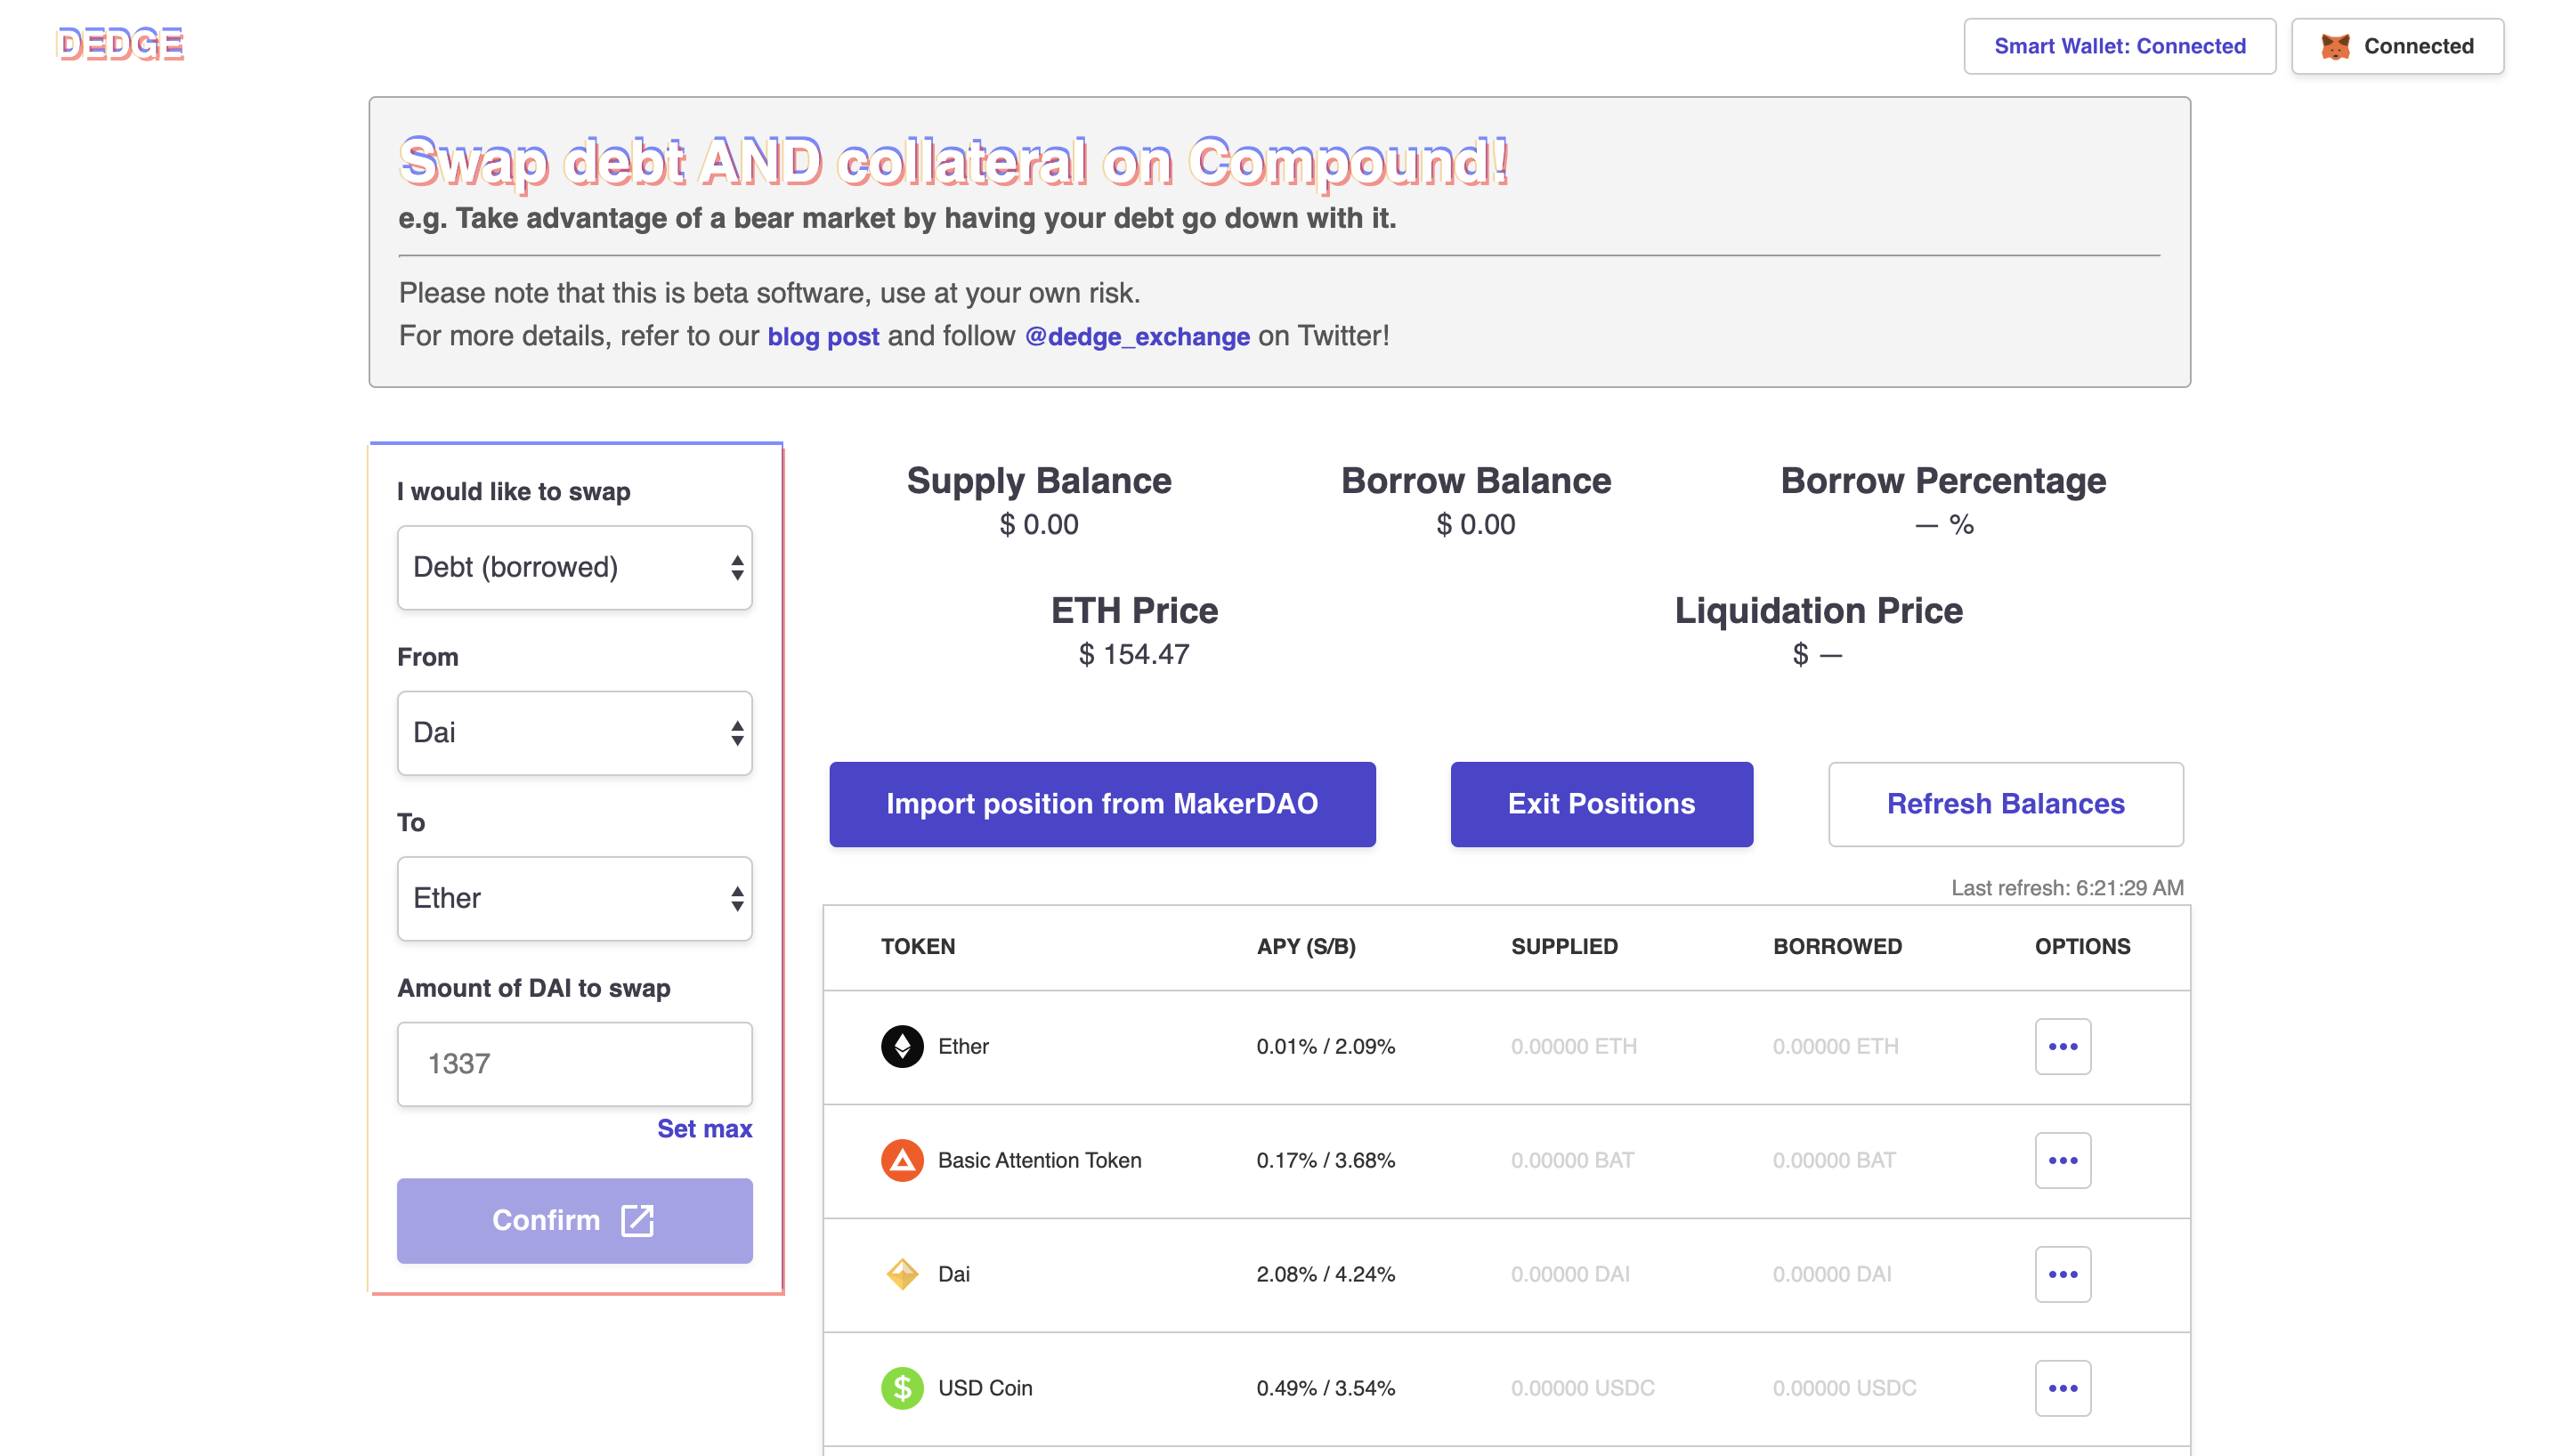 DEDGE
Smart Wallet: Connected
Connected
Swap debt AND collateral on Compound!
e.g. Take advantage of a bear market by having your debt go down with it.
Please note that this is beta software, use at your own risk.
For more details, refer to our blog post and follow @dedge_exchange on Twitter!
I would like to swap
Debt (borrowed)
From
Dai
To
Ether
Amount of DAI to swap
1337
Set max
Confirm
Supply Balance
$ 0.00
Borrow Balance
$ 0.00
Borrow Percentage
— %
ETH Price
$ 154.47
Liquidation Price
$ —
Import position from MakerDAO
Exit Positions
Refresh Balances
Last refresh: 6:21:29 AM
TOKEN APY (S/B) SUPPLIED BORROWED OPTIONS
Ether 0.01% / 2.09% 0.00000 ETH 0.00000 ETH
Basic Attention Token 0.17% / 3.68% 0.00000 BAT 0.00000 BAT
Dai 2.08% / 4.24% 0.00000 DAI 0.00000 DAI
USD Coin 0.49% / 3.54% 0.00000 USDC 0.00000 USDC